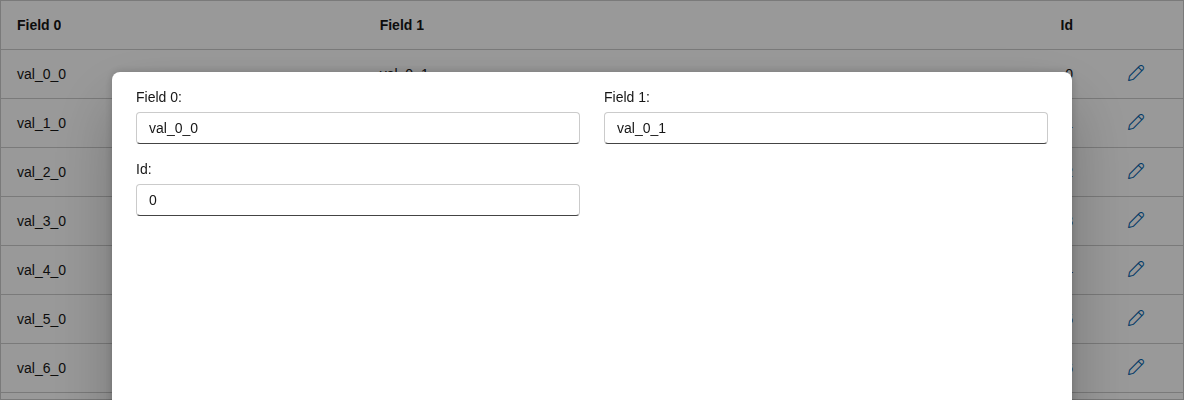 Field 0 Field 1 Id
val_0_0
Field 0: Field 1:
val_1_0 val_0_0 val_0_1
Id:
val_2_0
0
val_3_0
val_4_0
val_5_0
val_6_0